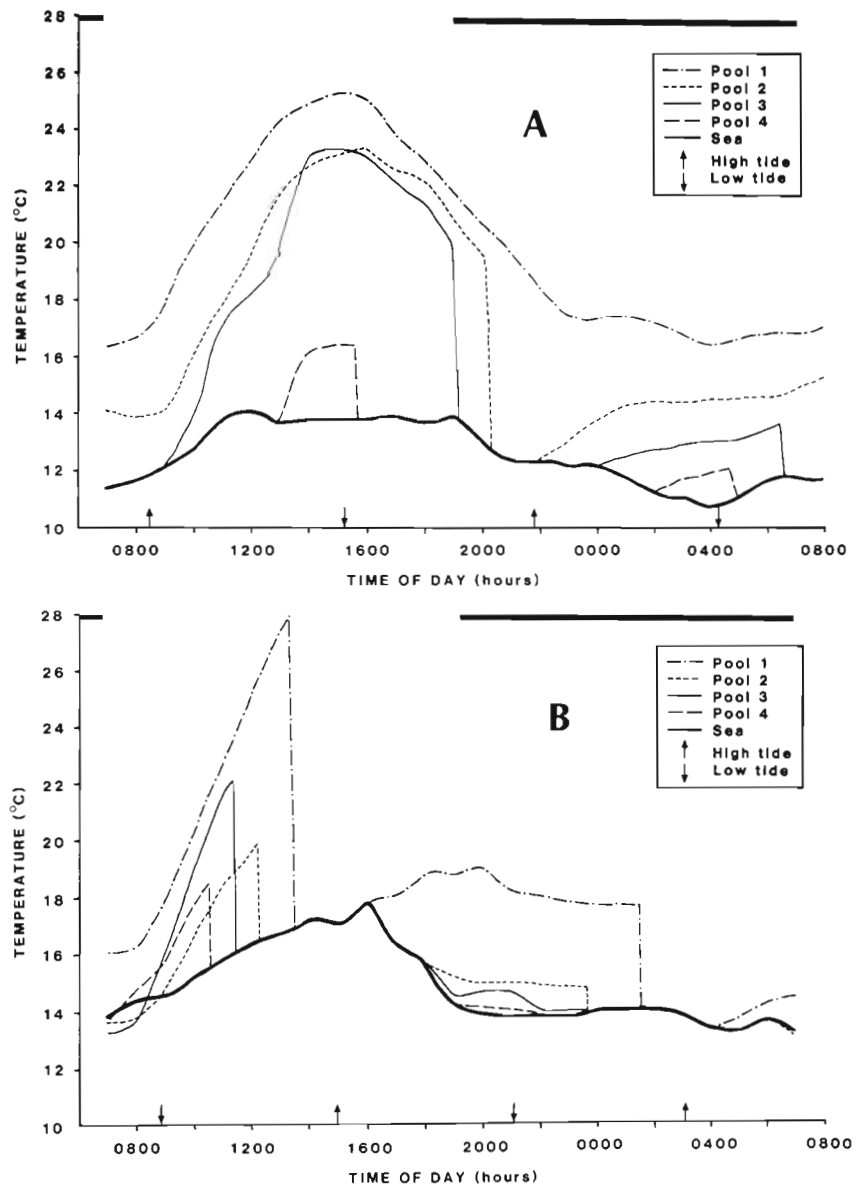 28
26
24
22
20
18
16
14
12
10
TEMPERATURE (°C)
A
Pool 1
Pool 2
Pool 3
Pool 4
Sea
High tide
Low tide
0800 1200 1600 2000 0000 0400 0800
TIME OF DAY (hours)
28
26
24
22
20
18
16
14
12
10
TEMPERATURE (°C)
B
Pool 1
Pool 2
Pool 3
Pool 4
Sea
High tide
Low tide
0800 1200 1600 2000 0000 0400 0800
TIME OF DAY (hours)